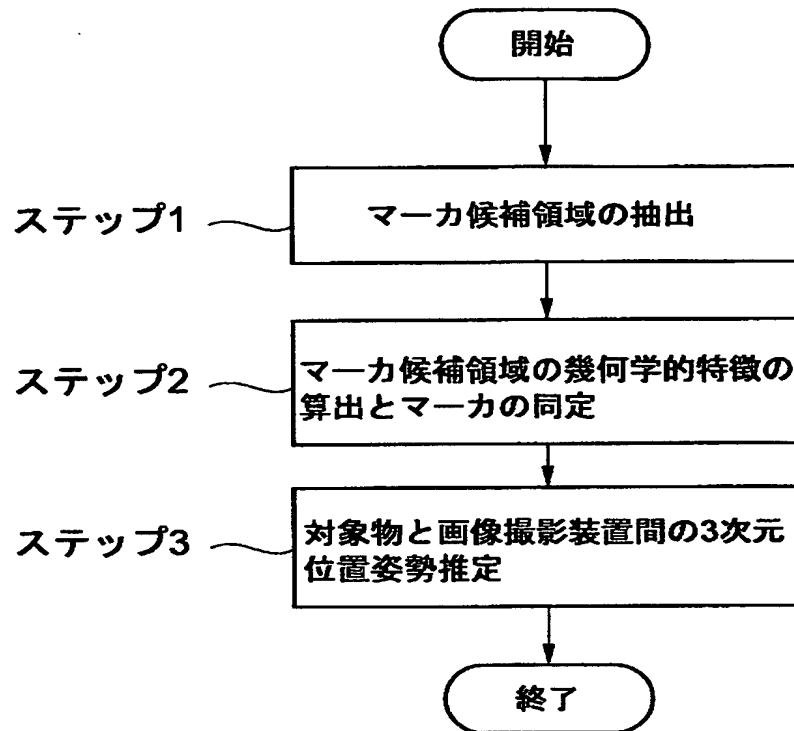 開始
ステップ1
マーカ候補領域の抽出
ステップ2
マーカ候補領域の幾何学的特徴の
算出とマーカの同定
ステップ3
対象物と画像撮影装置間の3次元
位置姿勢推定
終了